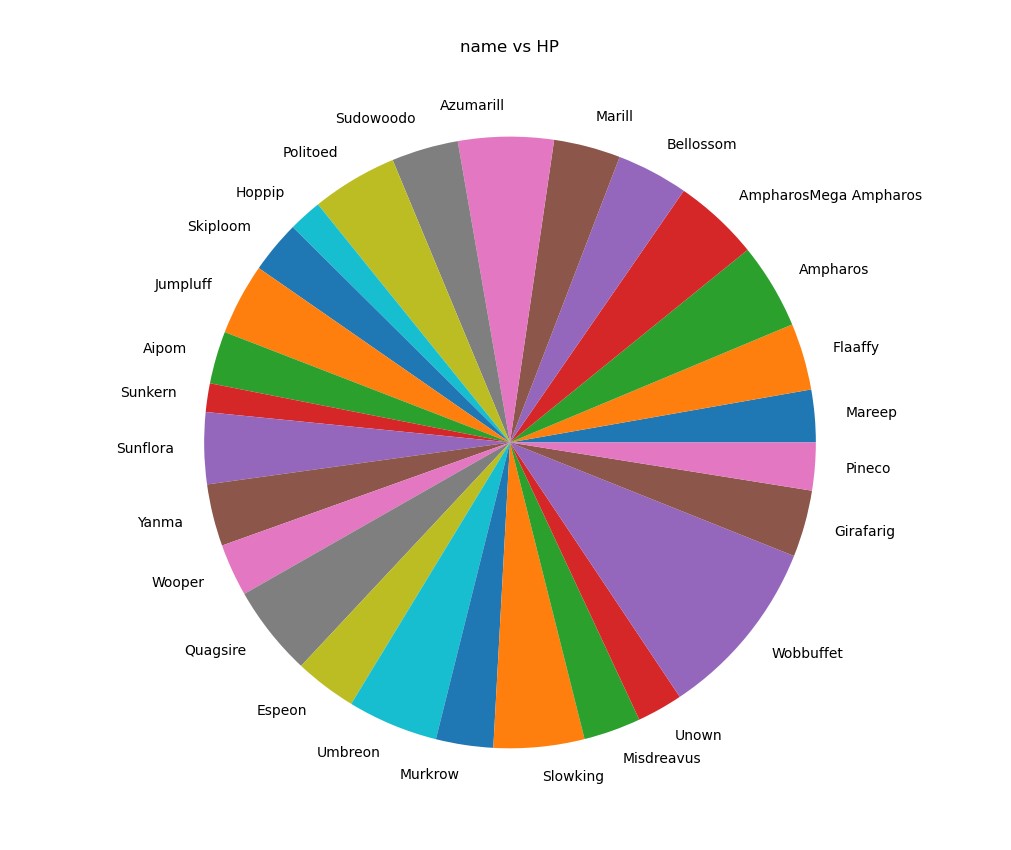 name vs HP
Azumarill
Marill
Sudowoodo
Bellossom
Politoed
Hoppip
AmpharosMega Ampharos
Skiploom
Ampharos
Jumpluff
Flaaffy
Aipom
Sunkern
Mareep
Sunflora
Pineco
Yanma
Girafarig
Wooper
Quagsire
Wobbuffet
Espeon
Unown
Umbreon
Misdreavus
Murkrow
Slowking